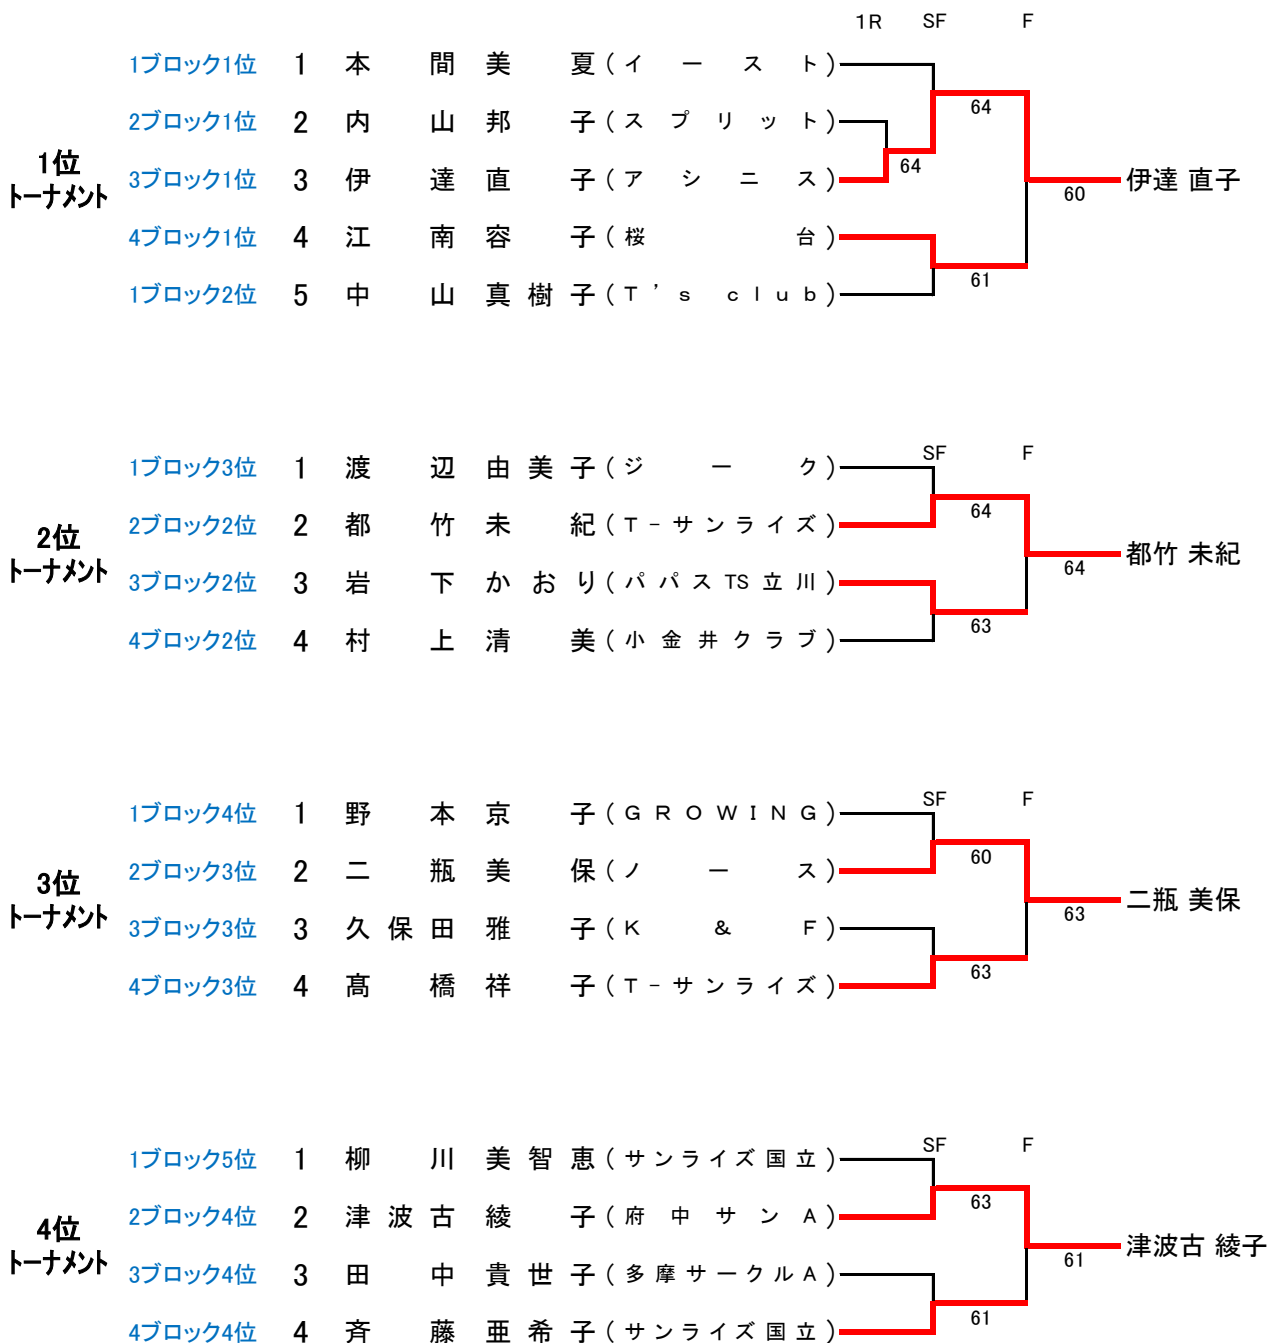 1R SF F
1ブロック1位 1 本間美夏(イースト)
64
2ブロック1位 2 内山邦子(スプリット)
1位
トーナメント
64
3ブロック1位 3 伊達直子(アシニス)
60
伊達 直子
4ブロック1位 4 江南容子(桜台)
61
1ブロック2位 5 中山真樹子(T's club)
SF F
1ブロック3位 1 渡辺由美子(ジーク)
64
2ブロック2位 2 都竹未紀(T-サンライズ)
2位
トーナメント
64
都竹 未紀
3ブロック2位 3 岩下かおり(パパスTS立川)
63
4ブロック2位 4 村上清美(小金井クラブ)
SF F
1ブロック4位 1 野本京子(GROWING)
60
2ブロック3位 2 二瓶美保(ノース)
3位
トーナメント
63
二瓶 美保
3ブロック3位 3 久保田雅子(K&F)
63
4ブロック3位 4 髙橋祥子(T-サンライズ)
SF F
1ブロック5位 1 柳川美智恵(サンライズ国立)
63
2ブロック4位 2 津波古綾子(府中サンA)
4位
トーナメント
61
津波古 綾子
3ブロック4位 3 田中貴世子(多摩サークルA)
61
4ブロック4位 4 斉藤亜希子(サンライズ国立)